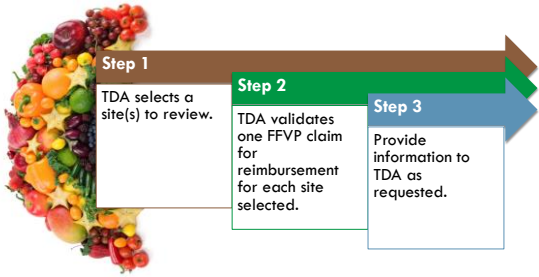 Step 1
TDA selects a
site(s) to review.
Step 2
TDA validates
one FFVP claim
for
reimbursement
for each site
selected.
Step 3
Provide
information to
TDA as
requested.